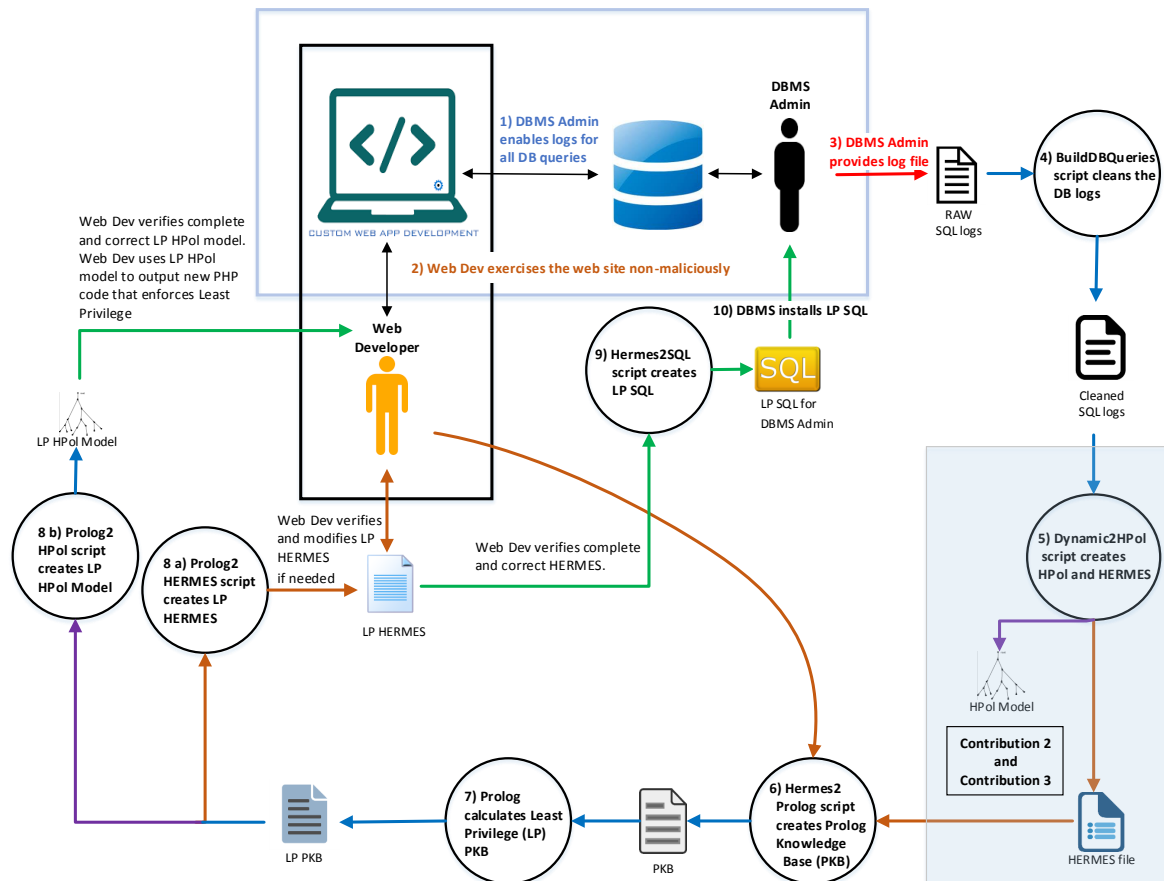 DBMS
Admin
1) DBMS Admin
enables logs for
all DB queries
3) DBMS Admin
provides log file
4) BuildDBQueries
script cleans the
DB logs
RAW
SQL logs
CUSTOM WEB APP DEVELOPMENT
Web Dev verifies complete
and correct LP HPol model.
Web Dev uses LP HPol
model to output new PHP
code that enforces Least
Privilege
2) Web Dev exercises the web site non-maliciously
10) DBMS installs LP SQL
Web
Developer
9) Hermes2SQL
script creates
LP SQL
SQL
LP SQL for
DBMS Admin
Cleaned
SQL logs
LP HPol Model
8 b) Prolog2
HPol script
creates LP
HPol Model
8 a) Prolog2
HERMES script
creates LP
HERMES
Web Dev verifies
and modifies LP
HERMES
if needed
LP HERMES
Web Dev verifies complete
and correct HERMES.
5) Dynamic2HPol
script creates
HPol and HERMES
HPol Model
Contribution 2
and
Contribution 3
HERMES file
6) Hermes2
Prolog script
creates Prolog
Knowledge
Base (PKB)
PKB
7) Prolog
calculates Least
Privilege (LP)
PKB
LP PKB